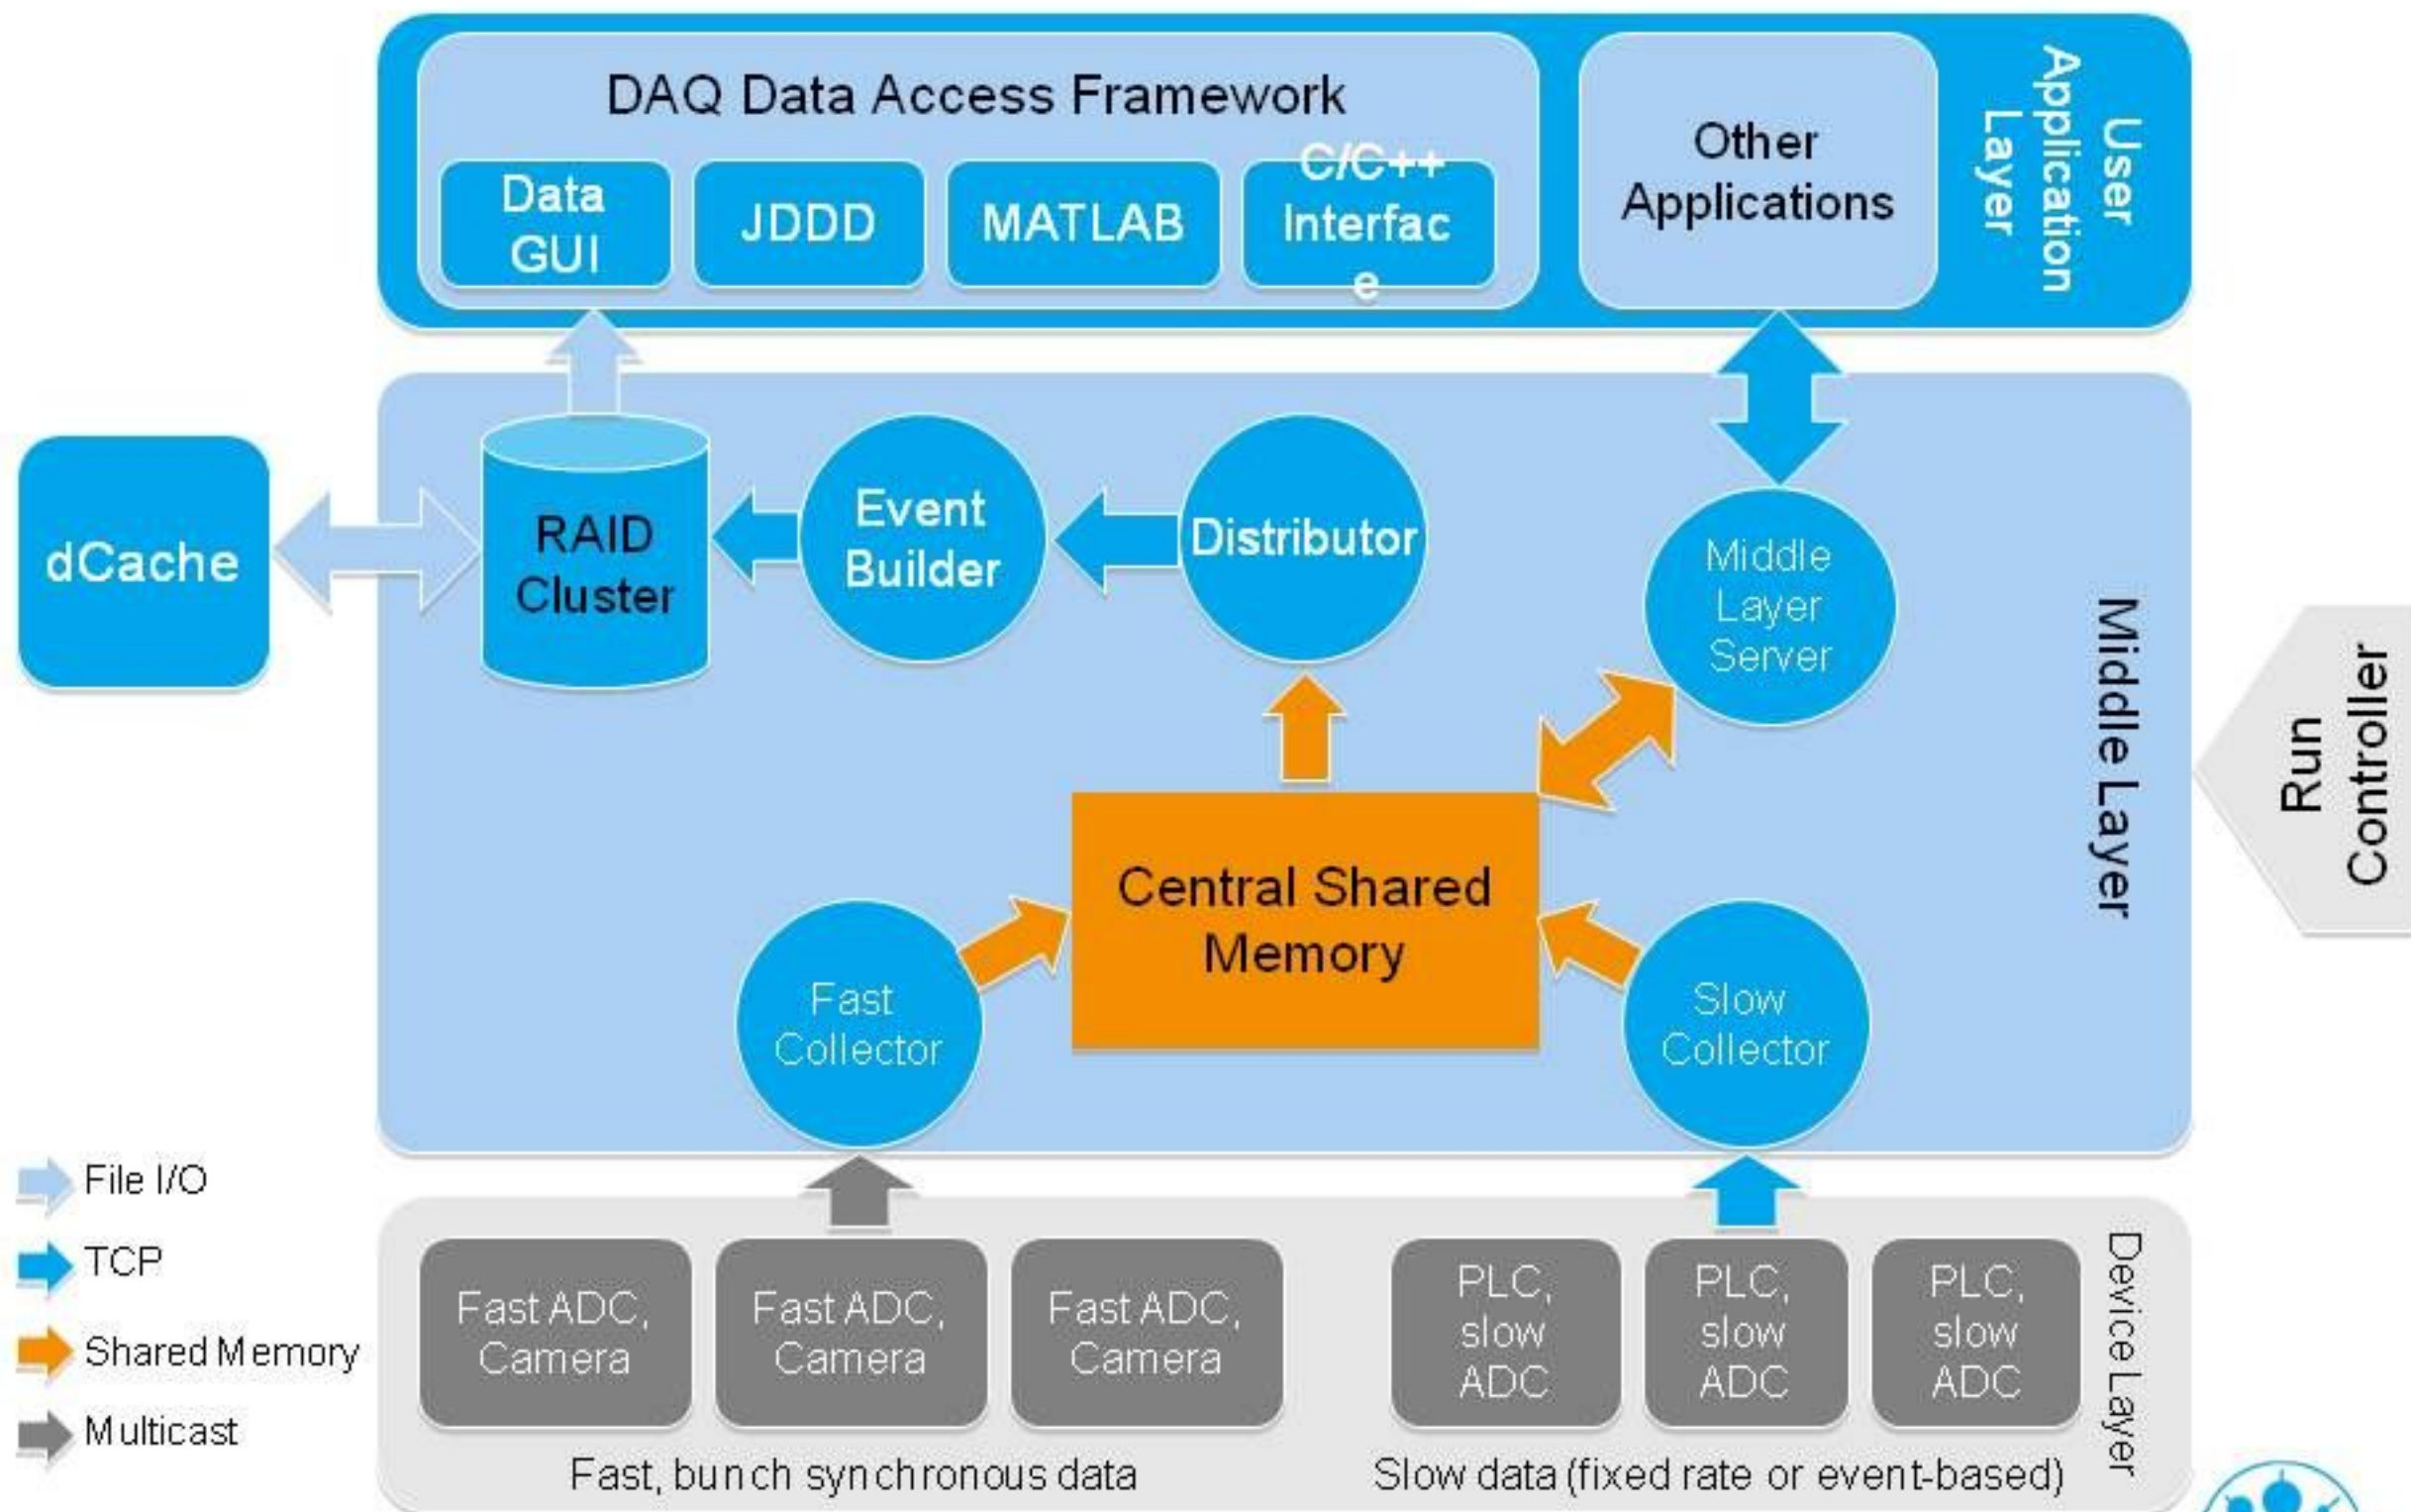 DAQ Data Access Framework
Data
GUI
JDDD
MATLAB
C/C++
Interfac
e
Other
Applications
User
Application
Layer
dCache
RAID
Cluster
Event
Builder
Distributor
Middle
Layer
Server
Middle Layer
Run
Controller
Central Shared
Memory
Fast
Collector
Slow
Collector
File I/O
TCP
Shared Memory
Multicast
Fast ADC,
Camera
Fast ADC,
Camera
Fast ADC,
Camera
PLC,
slow
ADC
PLC,
slow
ADC
PLC,
slow
ADC
Device Layer
Fast, bunch synchronous data
Slow data (fixed rate or event-based)